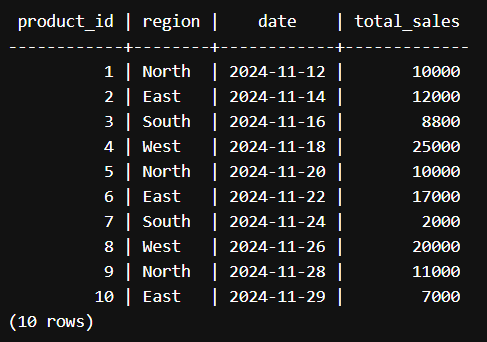 product_id | region |    date    | total_sales
------------+--------+------------+-------------
          1 | North  | 2024-11-12 |       10000
          2 | East   | 2024-11-14 |       12000
          3 | South  | 2024-11-16 |        8800
          4 | West   | 2024-11-18 |       25000
          5 | North  | 2024-11-20 |       10000
          6 | East   | 2024-11-22 |       17000
          7 | South  | 2024-11-24 |        2000
          8 | West   | 2024-11-26 |       20000
          9 | North  | 2024-11-28 |       11000
         10 | East   | 2024-11-29 |        7000
(10 rows)